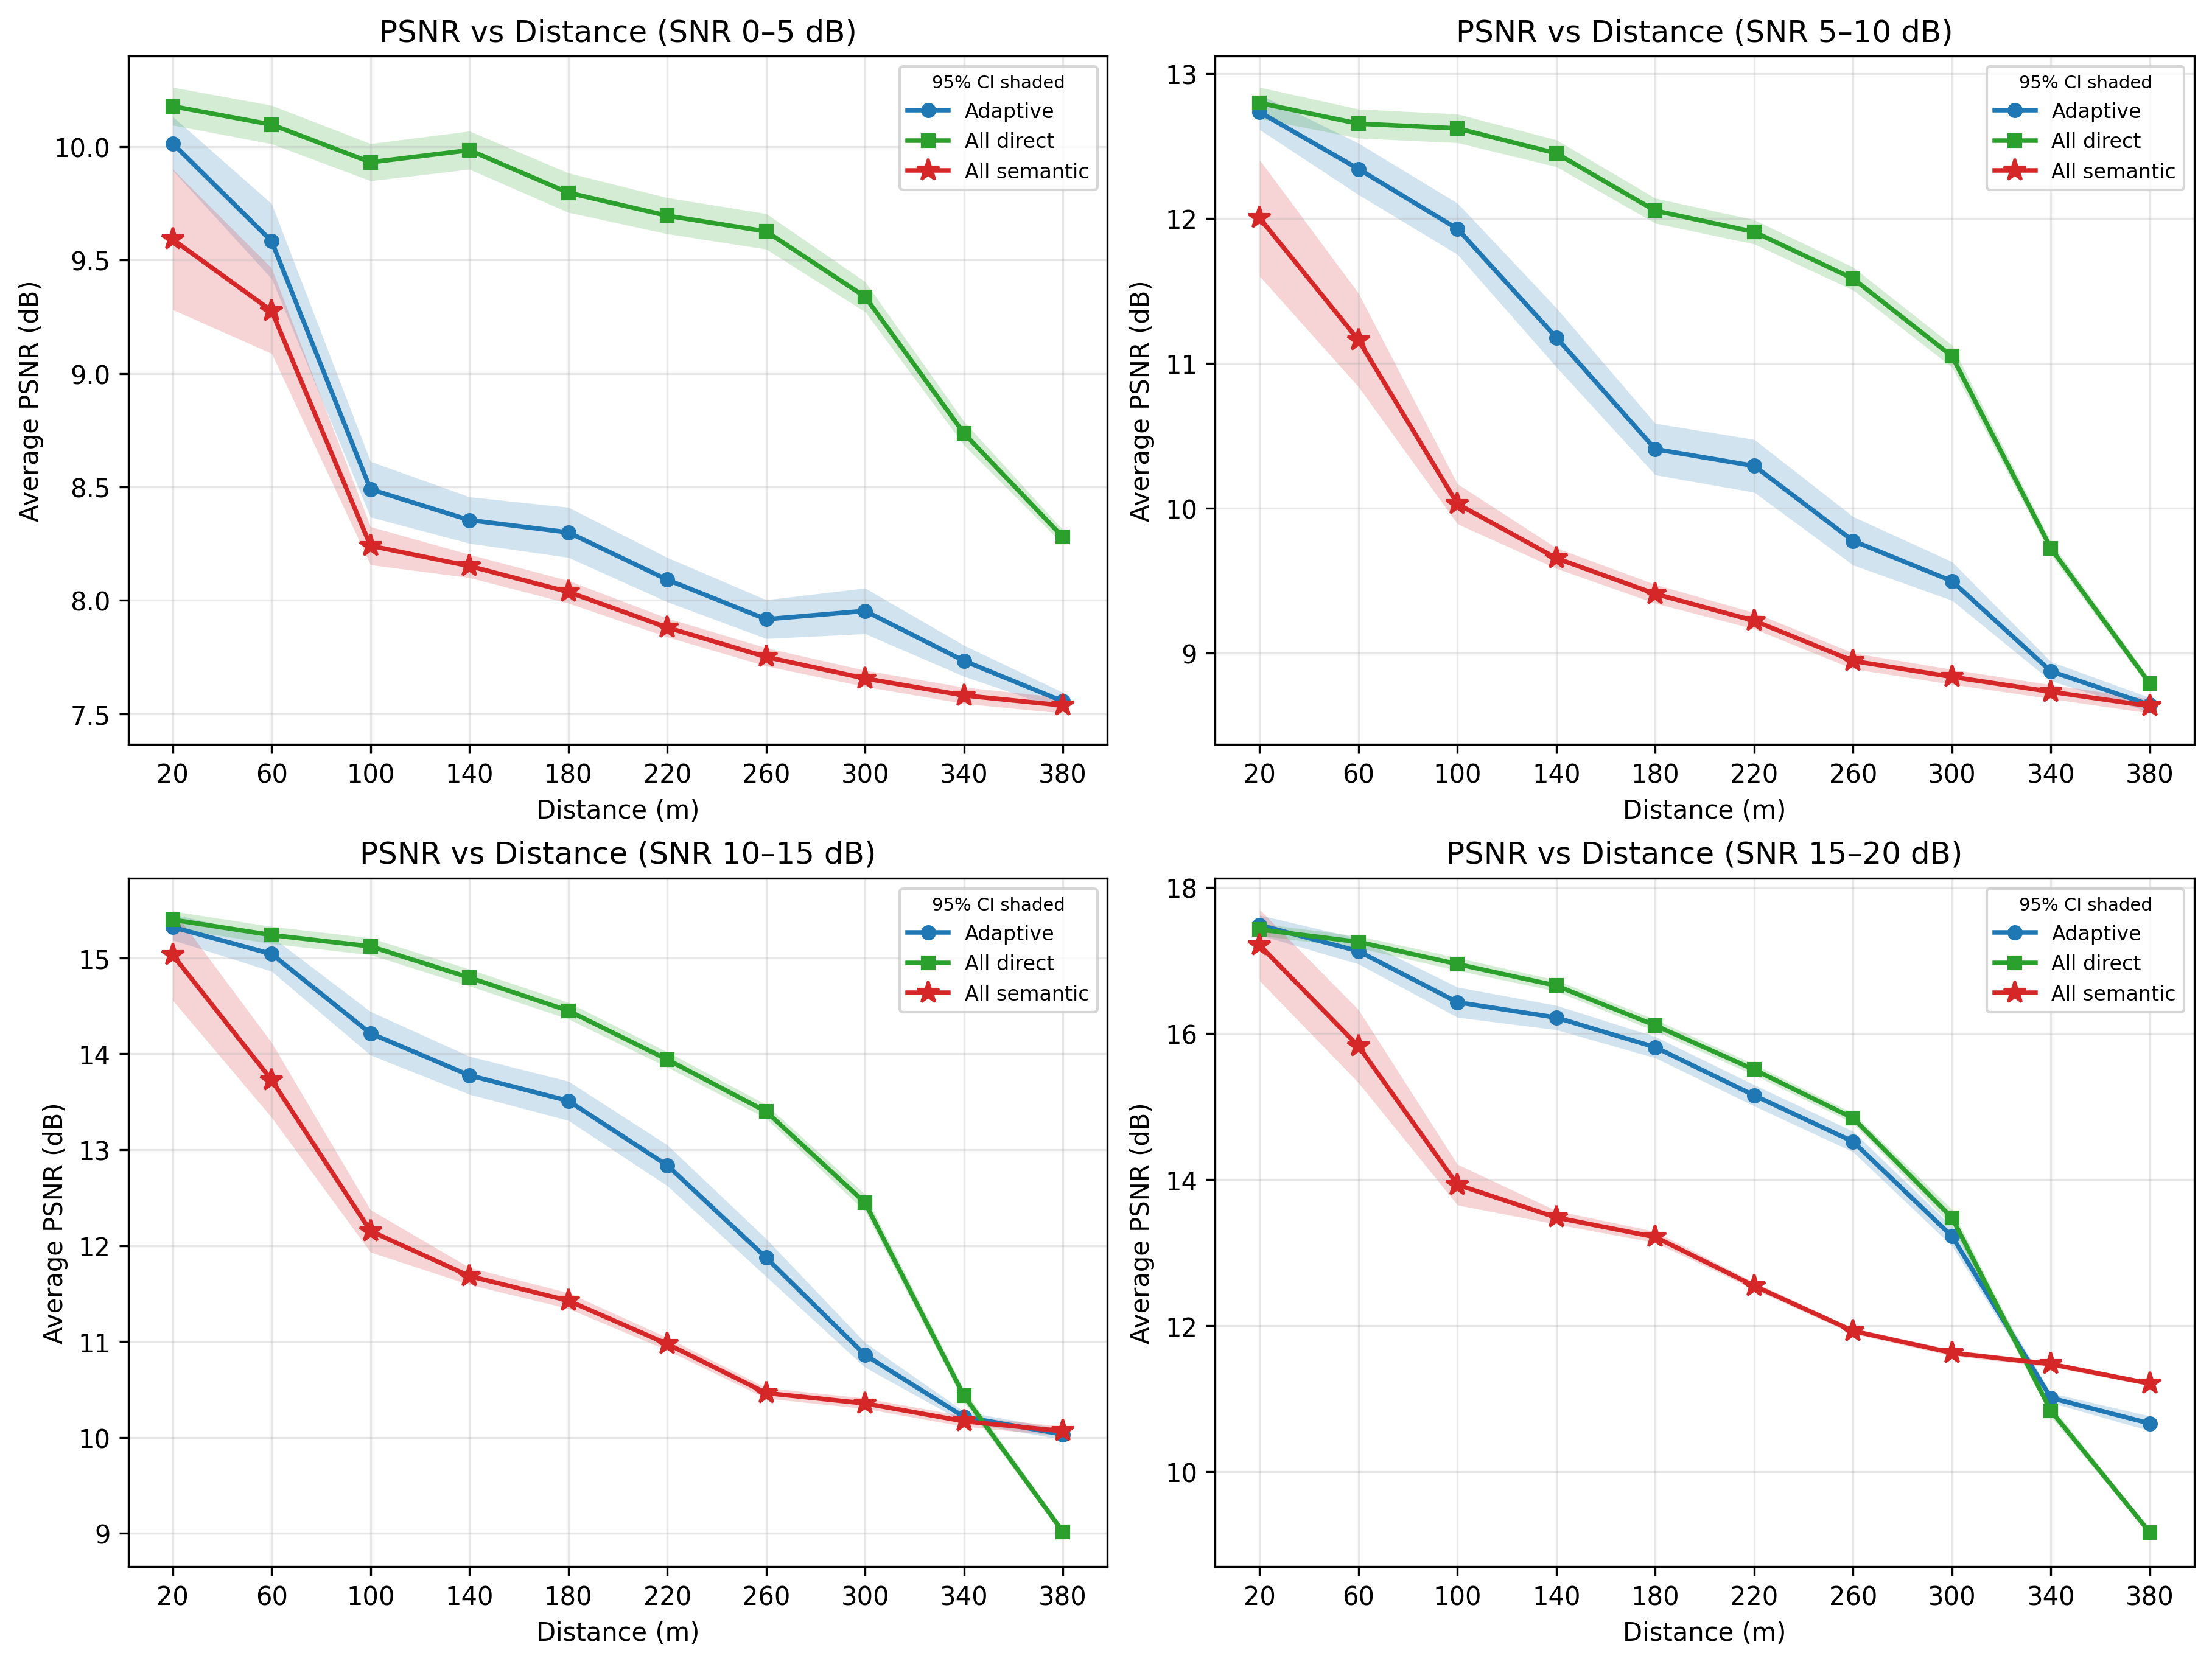 PSNR vs Distance (SNR 0–5 dB)
Average PSNR (dB)
10.0
9.5
9.0
8.5
8.0
7.5
95% CI shaded
Adaptive
All direct
All semantic
20 60 100 140 180 220 260 300 340 380
Distance (m)
PSNR vs Distance (SNR 5–10 dB)
Average PSNR (dB)
13
12
11
10
9
95% CI shaded
Adaptive
All direct
All semantic
20 60 100 140 180 220 260 300 340 380
Distance (m)
PSNR vs Distance (SNR 10–15 dB)
Average PSNR (dB)
15
14
13
12
11
10
9
95% CI shaded
Adaptive
All direct
All semantic
20 60 100 140 180 220 260 300 340 380
Distance (m)
PSNR vs Distance (SNR 15–20 dB)
Average PSNR (dB)
18
16
14
12
10
95% CI shaded
Adaptive
All direct
All semantic
20 60 100 140 180 220 260 300 340 380
Distance (m)